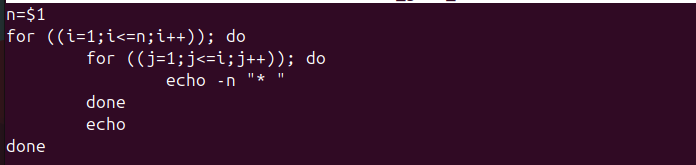 n=$1
for ((i=1;i<=n;i++)); do
        for ((j=1;j<=i;j++)); do
                echo -n "* "
        done
        echo
done